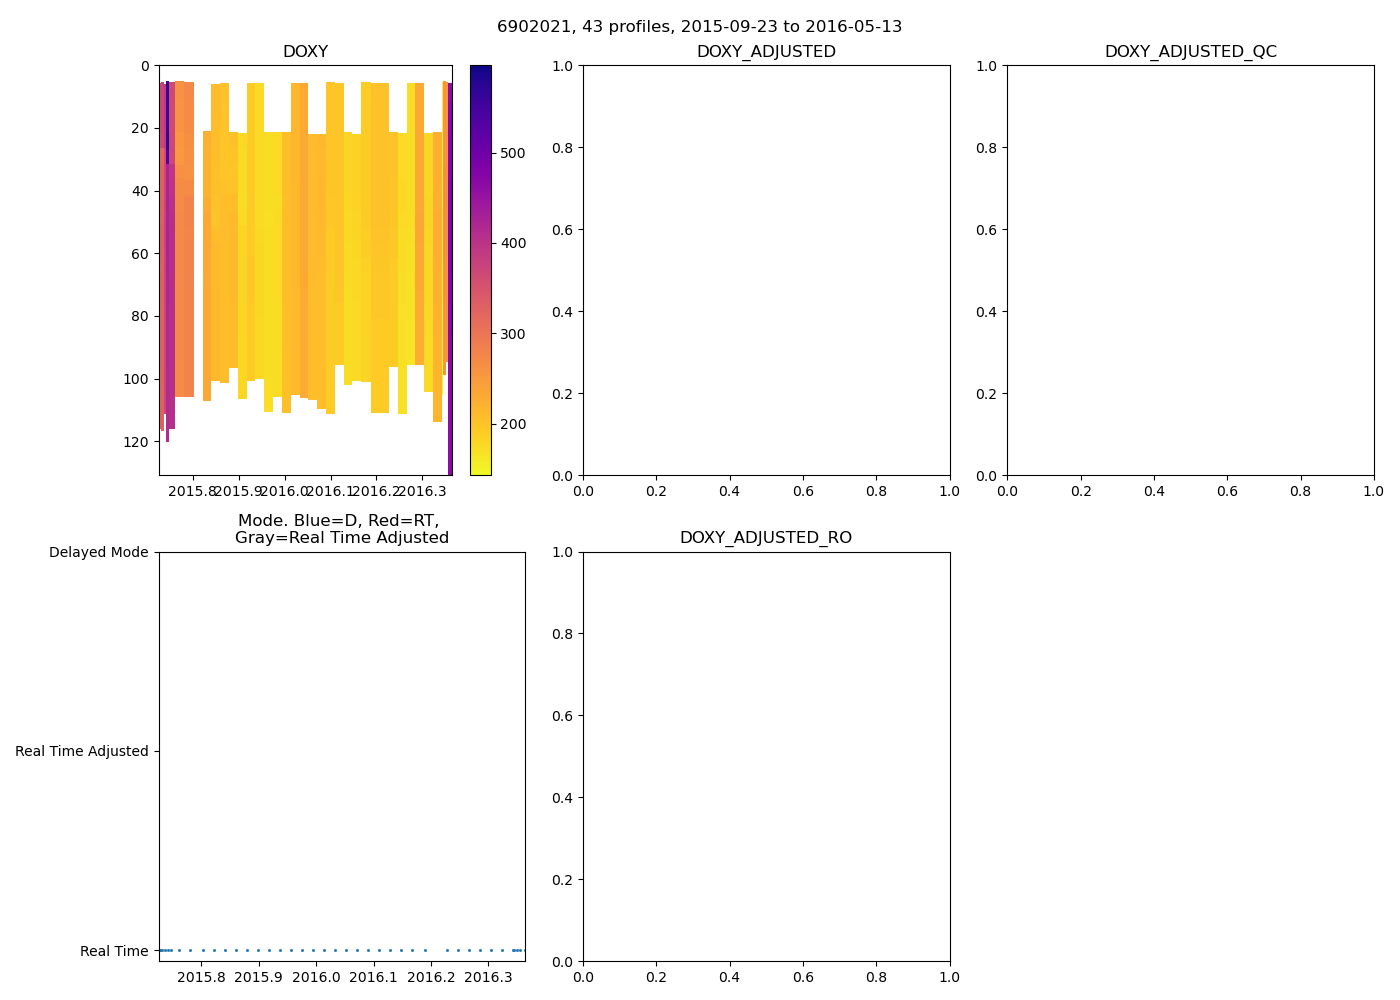 6902021, 43 profiles, 2015-09-23 to 2016-05-13
DOXY
0
20
40
60
80
100
120
2015.8 2015.9 2016.0 2016.1 2016.2 2016.3
500
400
300
200
DOXY_ADJUSTED
1.0
0.8
0.6
0.4
0.2
0.0
0.0 0.2 0.4 0.6 0.8 1.0
DOXY_ADJUSTED_QC
1.0
0.8
0.6
0.4
0.2
0.0
0.0 0.2 0.4 0.6 0.8 1.0
Mode. Blue=D, Red=RT,
Gray=Real Time Adjusted
Delayed Mode
Real Time Adjusted
Real Time
2015.8 2015.9 2016.0 2016.1 2016.2 2016.3
DOXY_ADJUSTED_RO
1.0
0.8
0.6
0.4
0.2
0.0
0.0 0.2 0.4 0.6 0.8 1.0